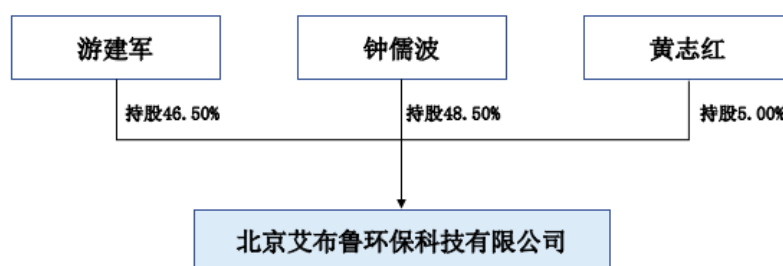 游建军
钟儒波
黄志红
持股46.50%
持股48.50%
持股5.00%
北京艾布鲁环保科技有限公司